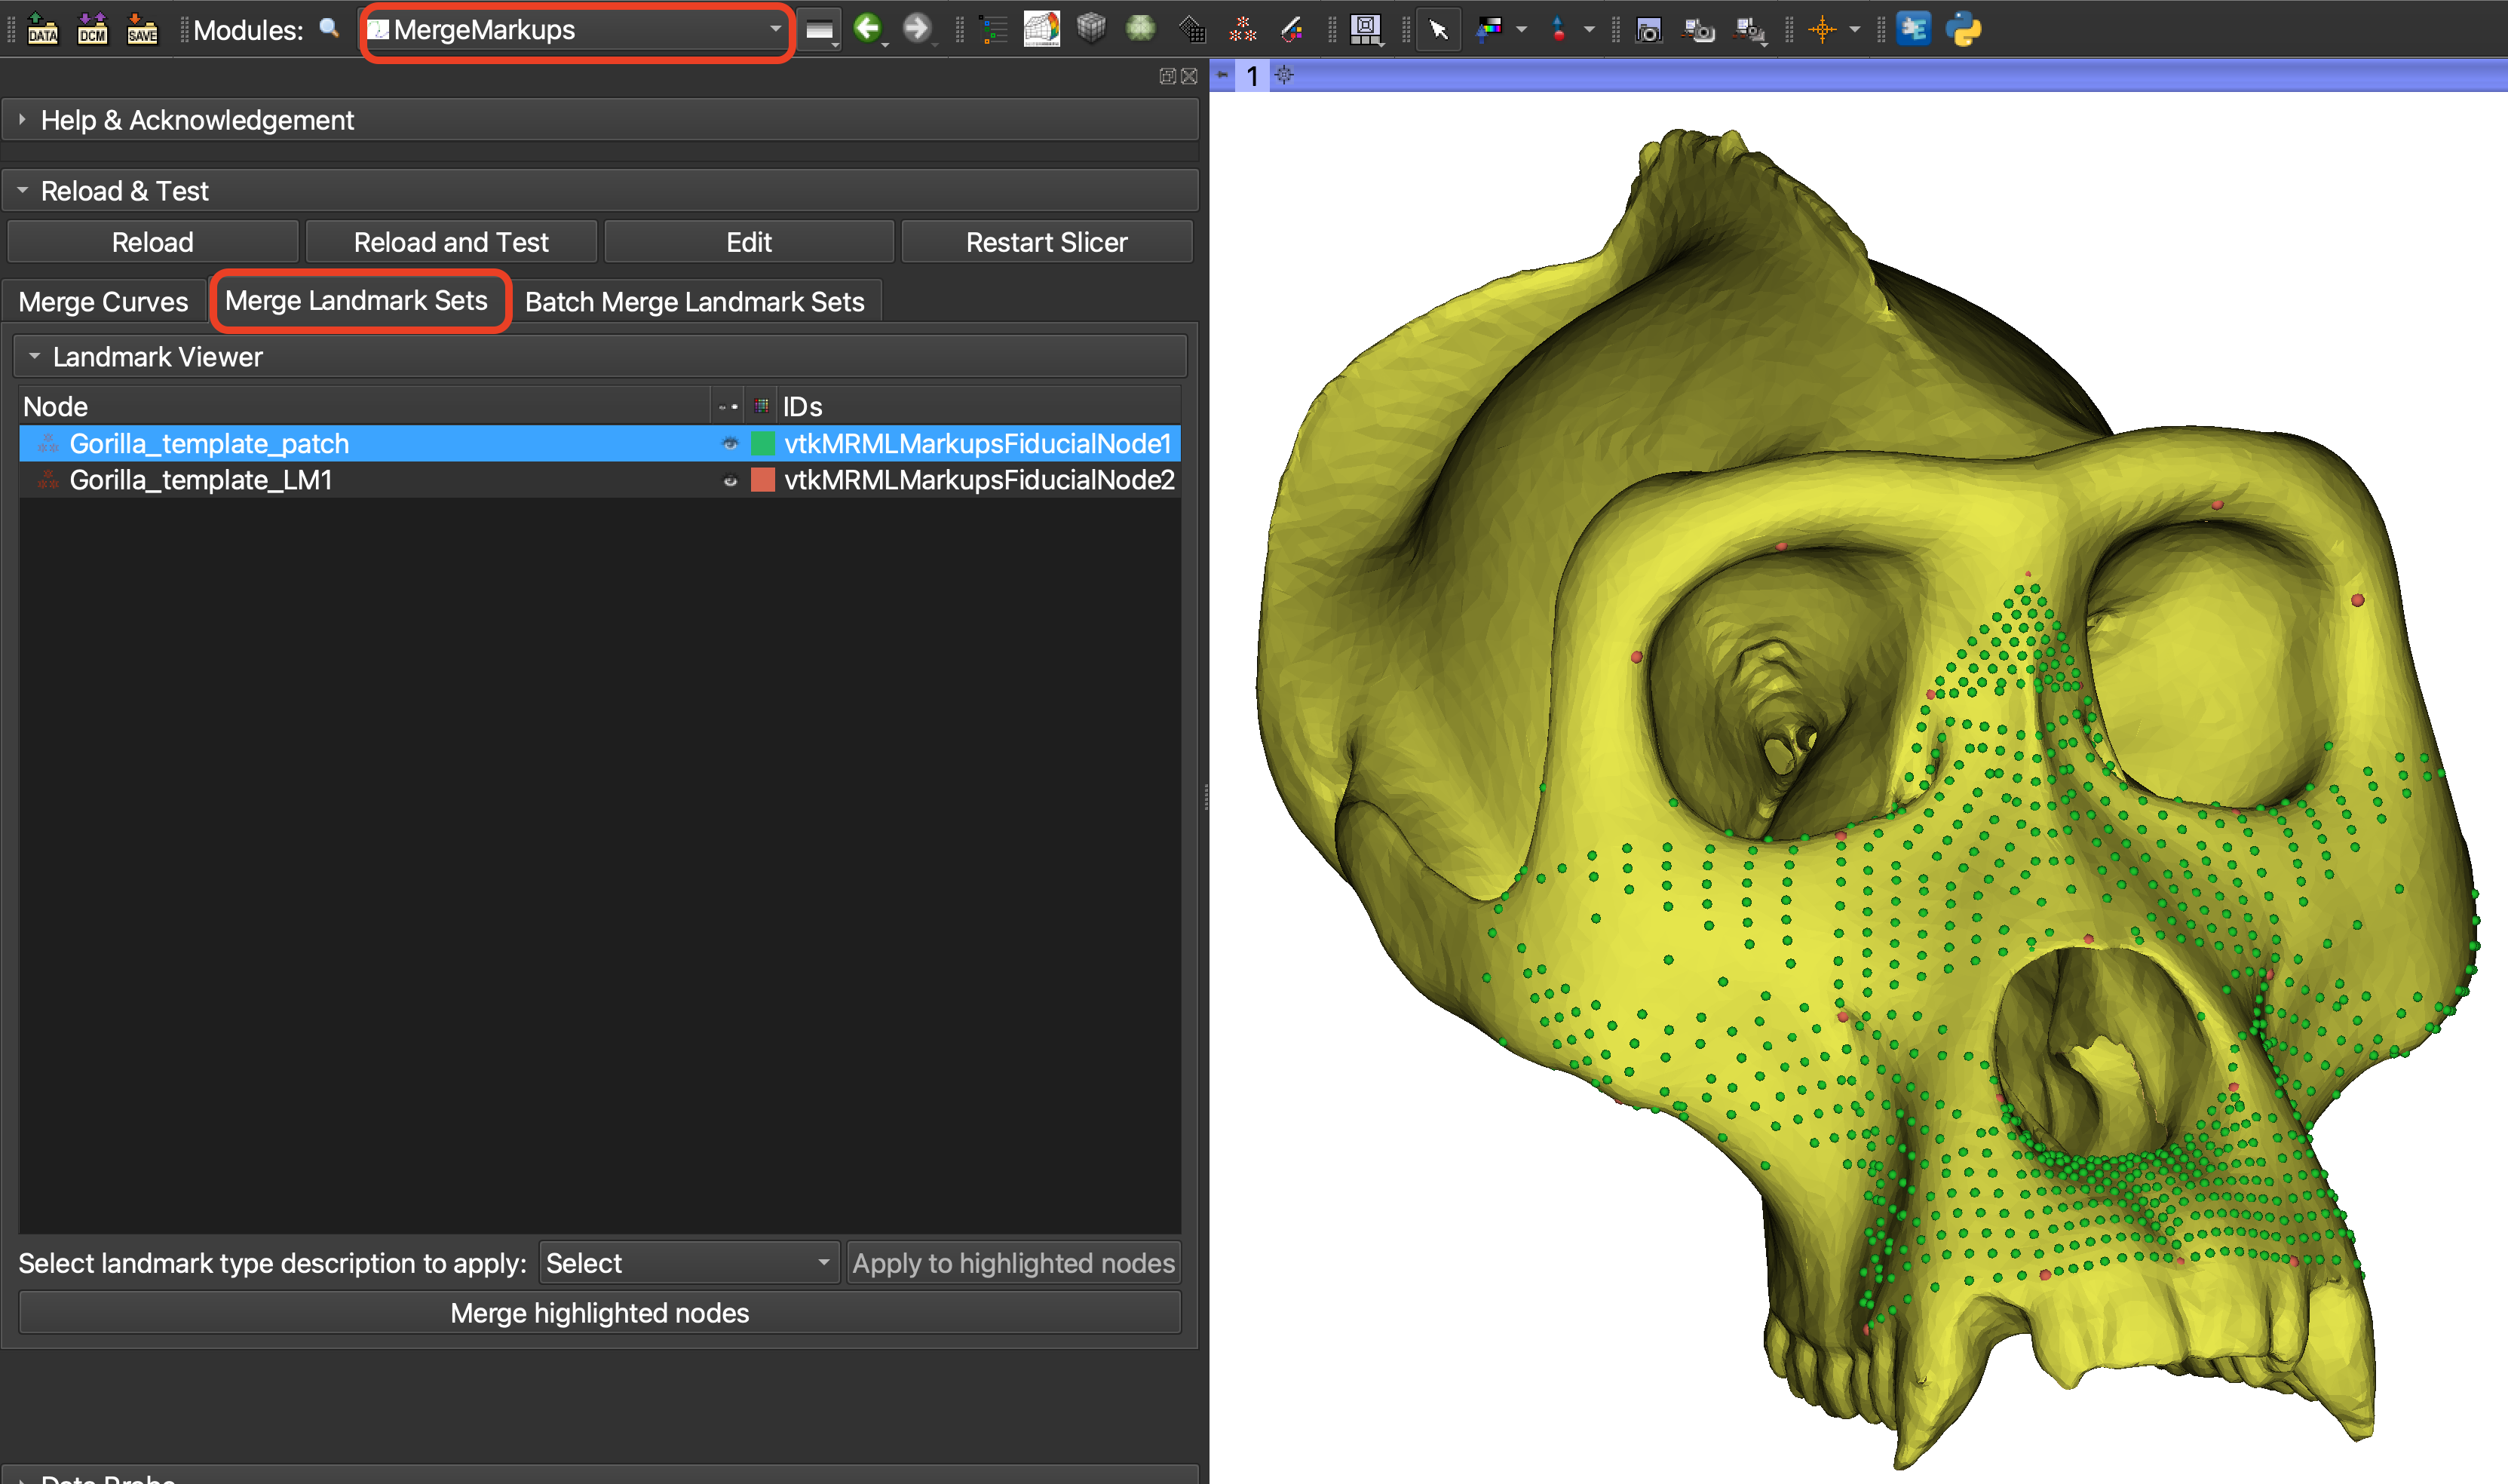 DATA DCM SAVE Modules: MergeMarkups
1
Help & Acknowledgement
Reload & Test
Reload Reload and Test Edit Restart Slicer
Merge Curves Merge Landmark Sets Batch Merge Landmark Sets
Landmark Viewer
Node IDs
Gorilla_template_patch vtkMRMLMarkupsFiducialNode1
Gorilla_template_LM1 vtkMRMLMarkupsFiducialNode2
Select landmark type description to apply: Select Apply to highlighted nodes
Merge highlighted nodes
Data Probe